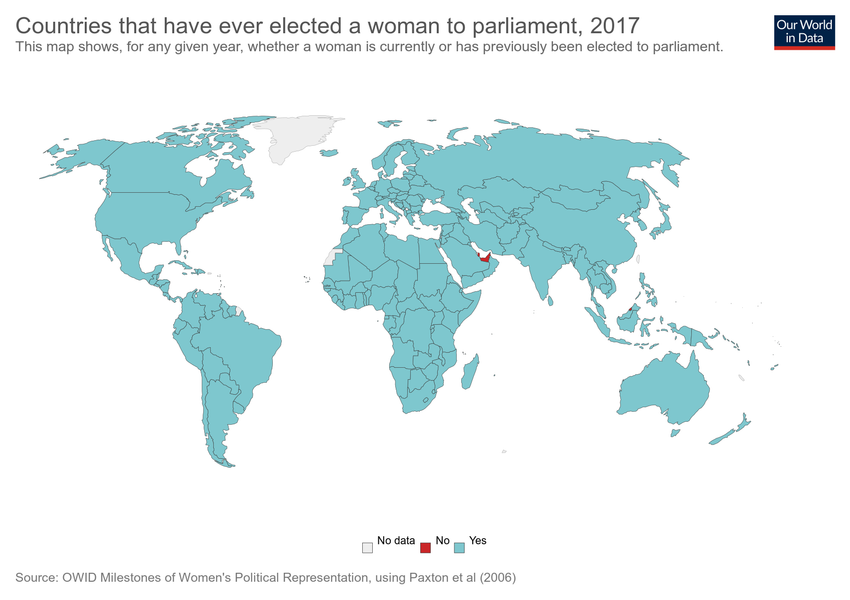 Countries that have ever elected a woman to parliament, 2017
This map shows, for any given year, whether a woman is currently or has previously been elected to parliament.
Our World
in Data
No data No Yes
Source: OWID Milestones of Women's Political Representation, using Paxton et al (2006)